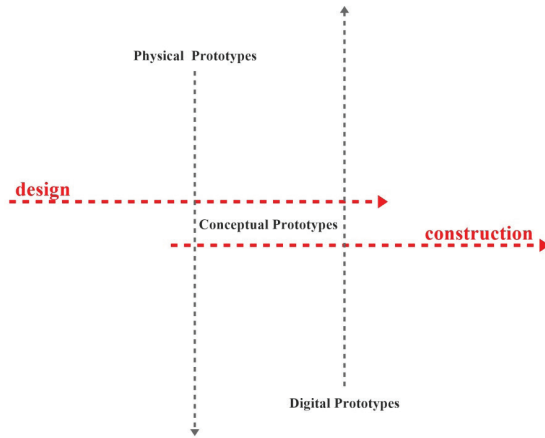 Physical Prototypes
design
Conceptual Prototypes
construction
Digital Prototypes